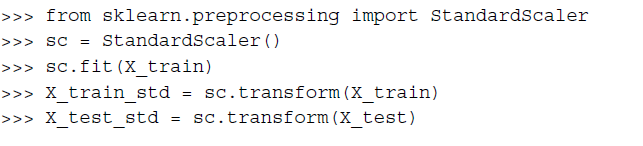 >>> from sklearn.preprocessing import StandardScaler
>>> sc = StandardScaler()
>>> sc.fit(X_train)
>>> X_train_std = sc.transform(X_train)
>>> X_test_std = sc.transform(X_test)